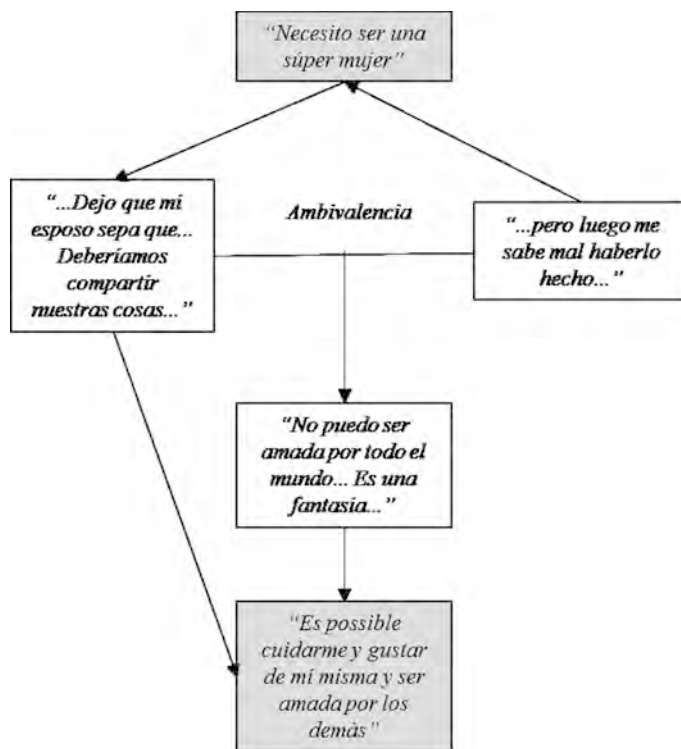 “Necesito ser una
súper mujer”
“...Dejo que mi
esposo sepa que...
Deberíamos
compartir
nuestras cosas...”
Ambivalencia
“...pero luego me
sabe mal haberlo
hecho...”
“No puedo ser
amada por todo el
mundo... Es una
fantasía...”
“Es possible
cuidarme y gustar
de mí misma y ser
amada por los
demàs”